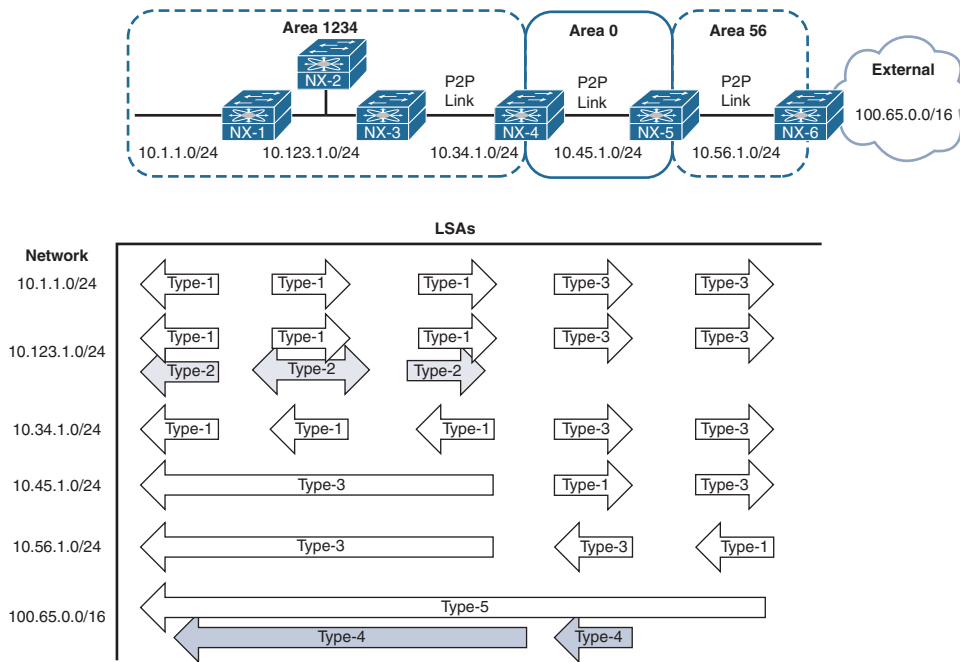 Area 1234
Area 0
Area 56
NX-2
P2P
Link
P2P
Link
P2P
Link
External
NX-1
NX-3
NX-4
NX-5
NX-6
100.65.0.0/16
10.1.1.0/24
10.123.1.0/24
10.34.1.0/24
10.45.1.0/24
10.56.1.0/24
LSAs
Network
10.1.1.0/24
Type-1
Type-1
Type-1
Type-3
Type-3
10.123.1.0/24
Type-1
Type-1
Type-1
Type-3
Type-3
Type-2
Type-2
Type-2
10.34.1.0/24
Type-1
Type-1
Type-1
Type-3
Type-3
10.45.1.0/24
Type-3
Type-1
Type-3
10.56.1.0/24
Type-3
Type-3
Type-1
100.65.0.0/16
Type-5
Type-4
Type-4